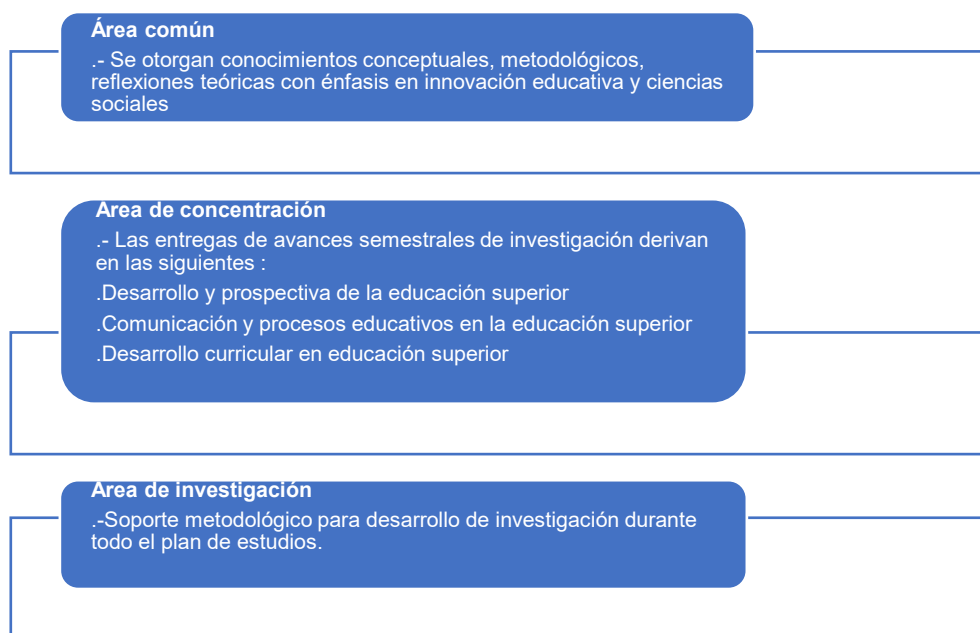 Área común
.- Se otorgan conocimientos conceptuales, metodológicos,
reflexiones teóricas con énfasis en innovación educativa y ciencias
sociales
Área de concentración
.- Las entregas de avances semestrales de investigación derivan
en las siguientes :
.Desarrollo y prospectiva de la educación superior
.Comunicación y procesos educativos en la educación superior
.Desarrollo curricular en educación superior
Área de investigación
.-Soporte metodológico para desarrollo de investigación durante
todo el plan de estudios.